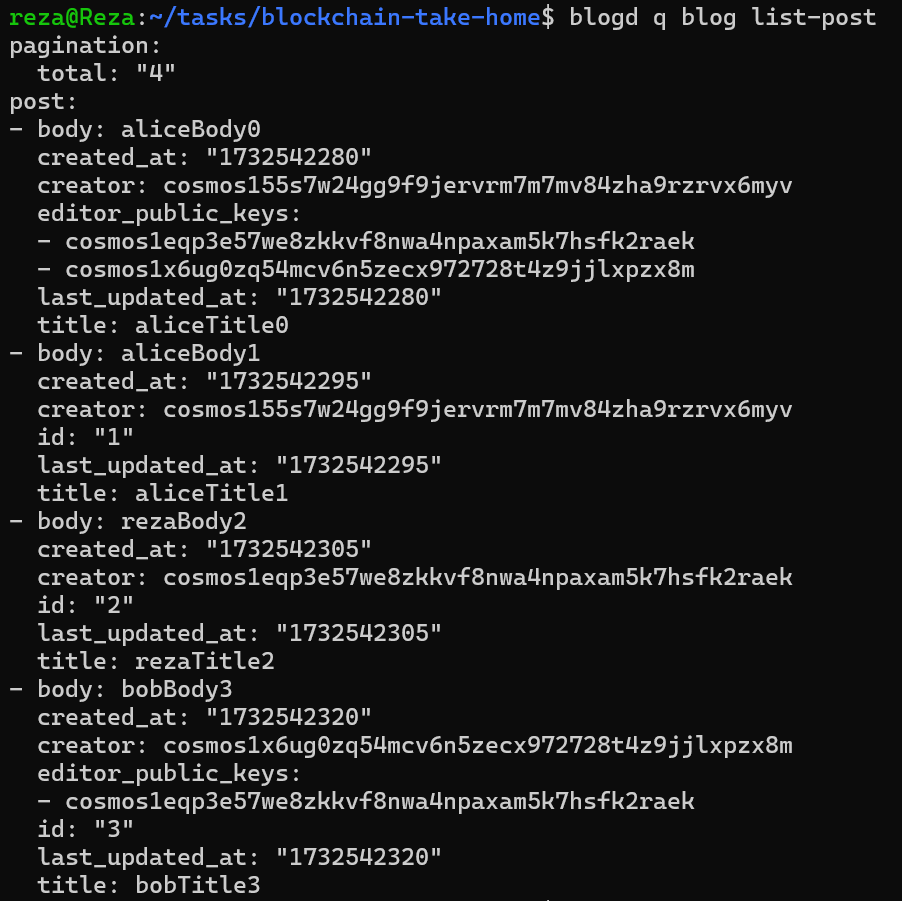 reza@Reza:~/tasks/blockchain-take-home$ blogd q blog list-post
pagination:
  total: "4"
post:
- body: aliceBody0
  created_at: "1732542280"
  creator: cosmos155s7w24gg9f9jervrm7m7mv84zha9rzrvx6myv
  editor_public_keys:
  - cosmos1eqp3e57we8zkkvf8nwa4npaxam5k7hsfk2raek
  - cosmos1x6ug0zq54mcv6n5zecx972728t4z9jjlxpzx8m
  last_updated_at: "1732542280"
  title: aliceTitle0
- body: aliceBody1
  created_at: "1732542295"
  creator: cosmos155s7w24gg9f9jervrm7m7mv84zha9rzrvx6myv
  id: "1"
  last_updated_at: "1732542295"
  title: aliceTitle1
- body: rezaBody2
  created_at: "1732542305"
  creator: cosmos1eqp3e57we8zkkvf8nwa4npaxam5k7hsfk2raek
  id: "2"
  last_updated_at: "1732542305"
  title: rezaTitle2
- body: bobBody3
  created_at: "1732542320"
  creator: cosmos1x6ug0zq54mcv6n5zecx972728t4z9jjlxpzx8m
  editor_public_keys:
  - cosmos1eqp3e57we8zkkvf8nwa4npaxam5k7hsfk2raek
  id: "3"
  last_updated_at: "1732542320"
  title: bobTitle3